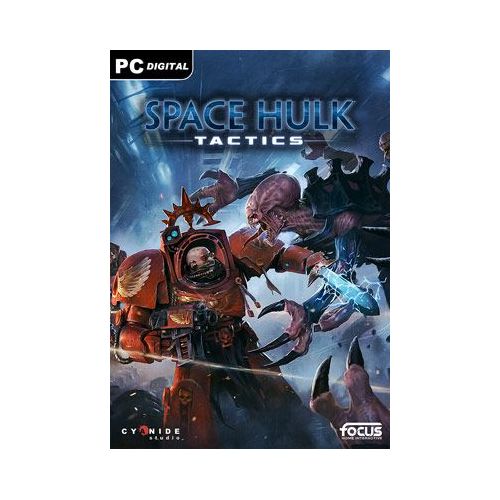 PC DIGITAL
SPACE HULK
TACTICS
CYANIDE
studio
focus
HOME INTERACTIVE